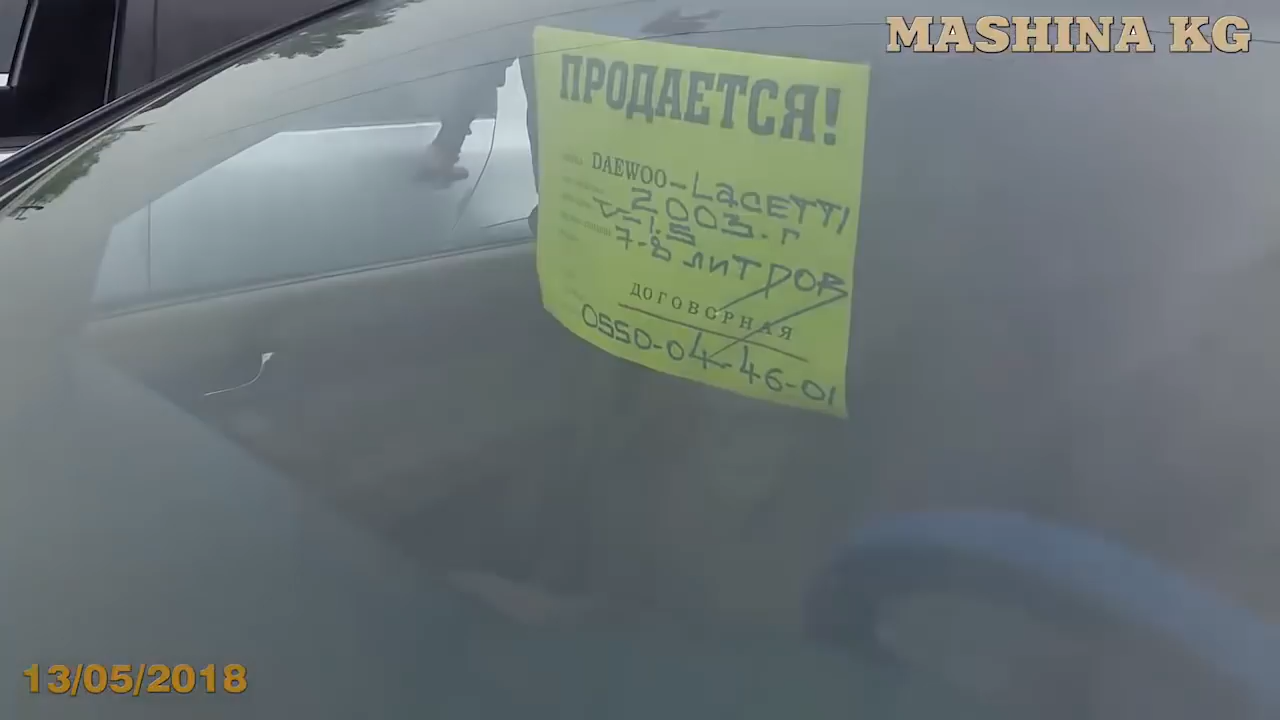 MASHINA KG
ПРОДАЕТСЯ!
DAEWOO-LaCETTI
2003.г
V-1.5
7-8 литров
ДОГОВОРНАЯ
0550-04-46-01
13/05/2018